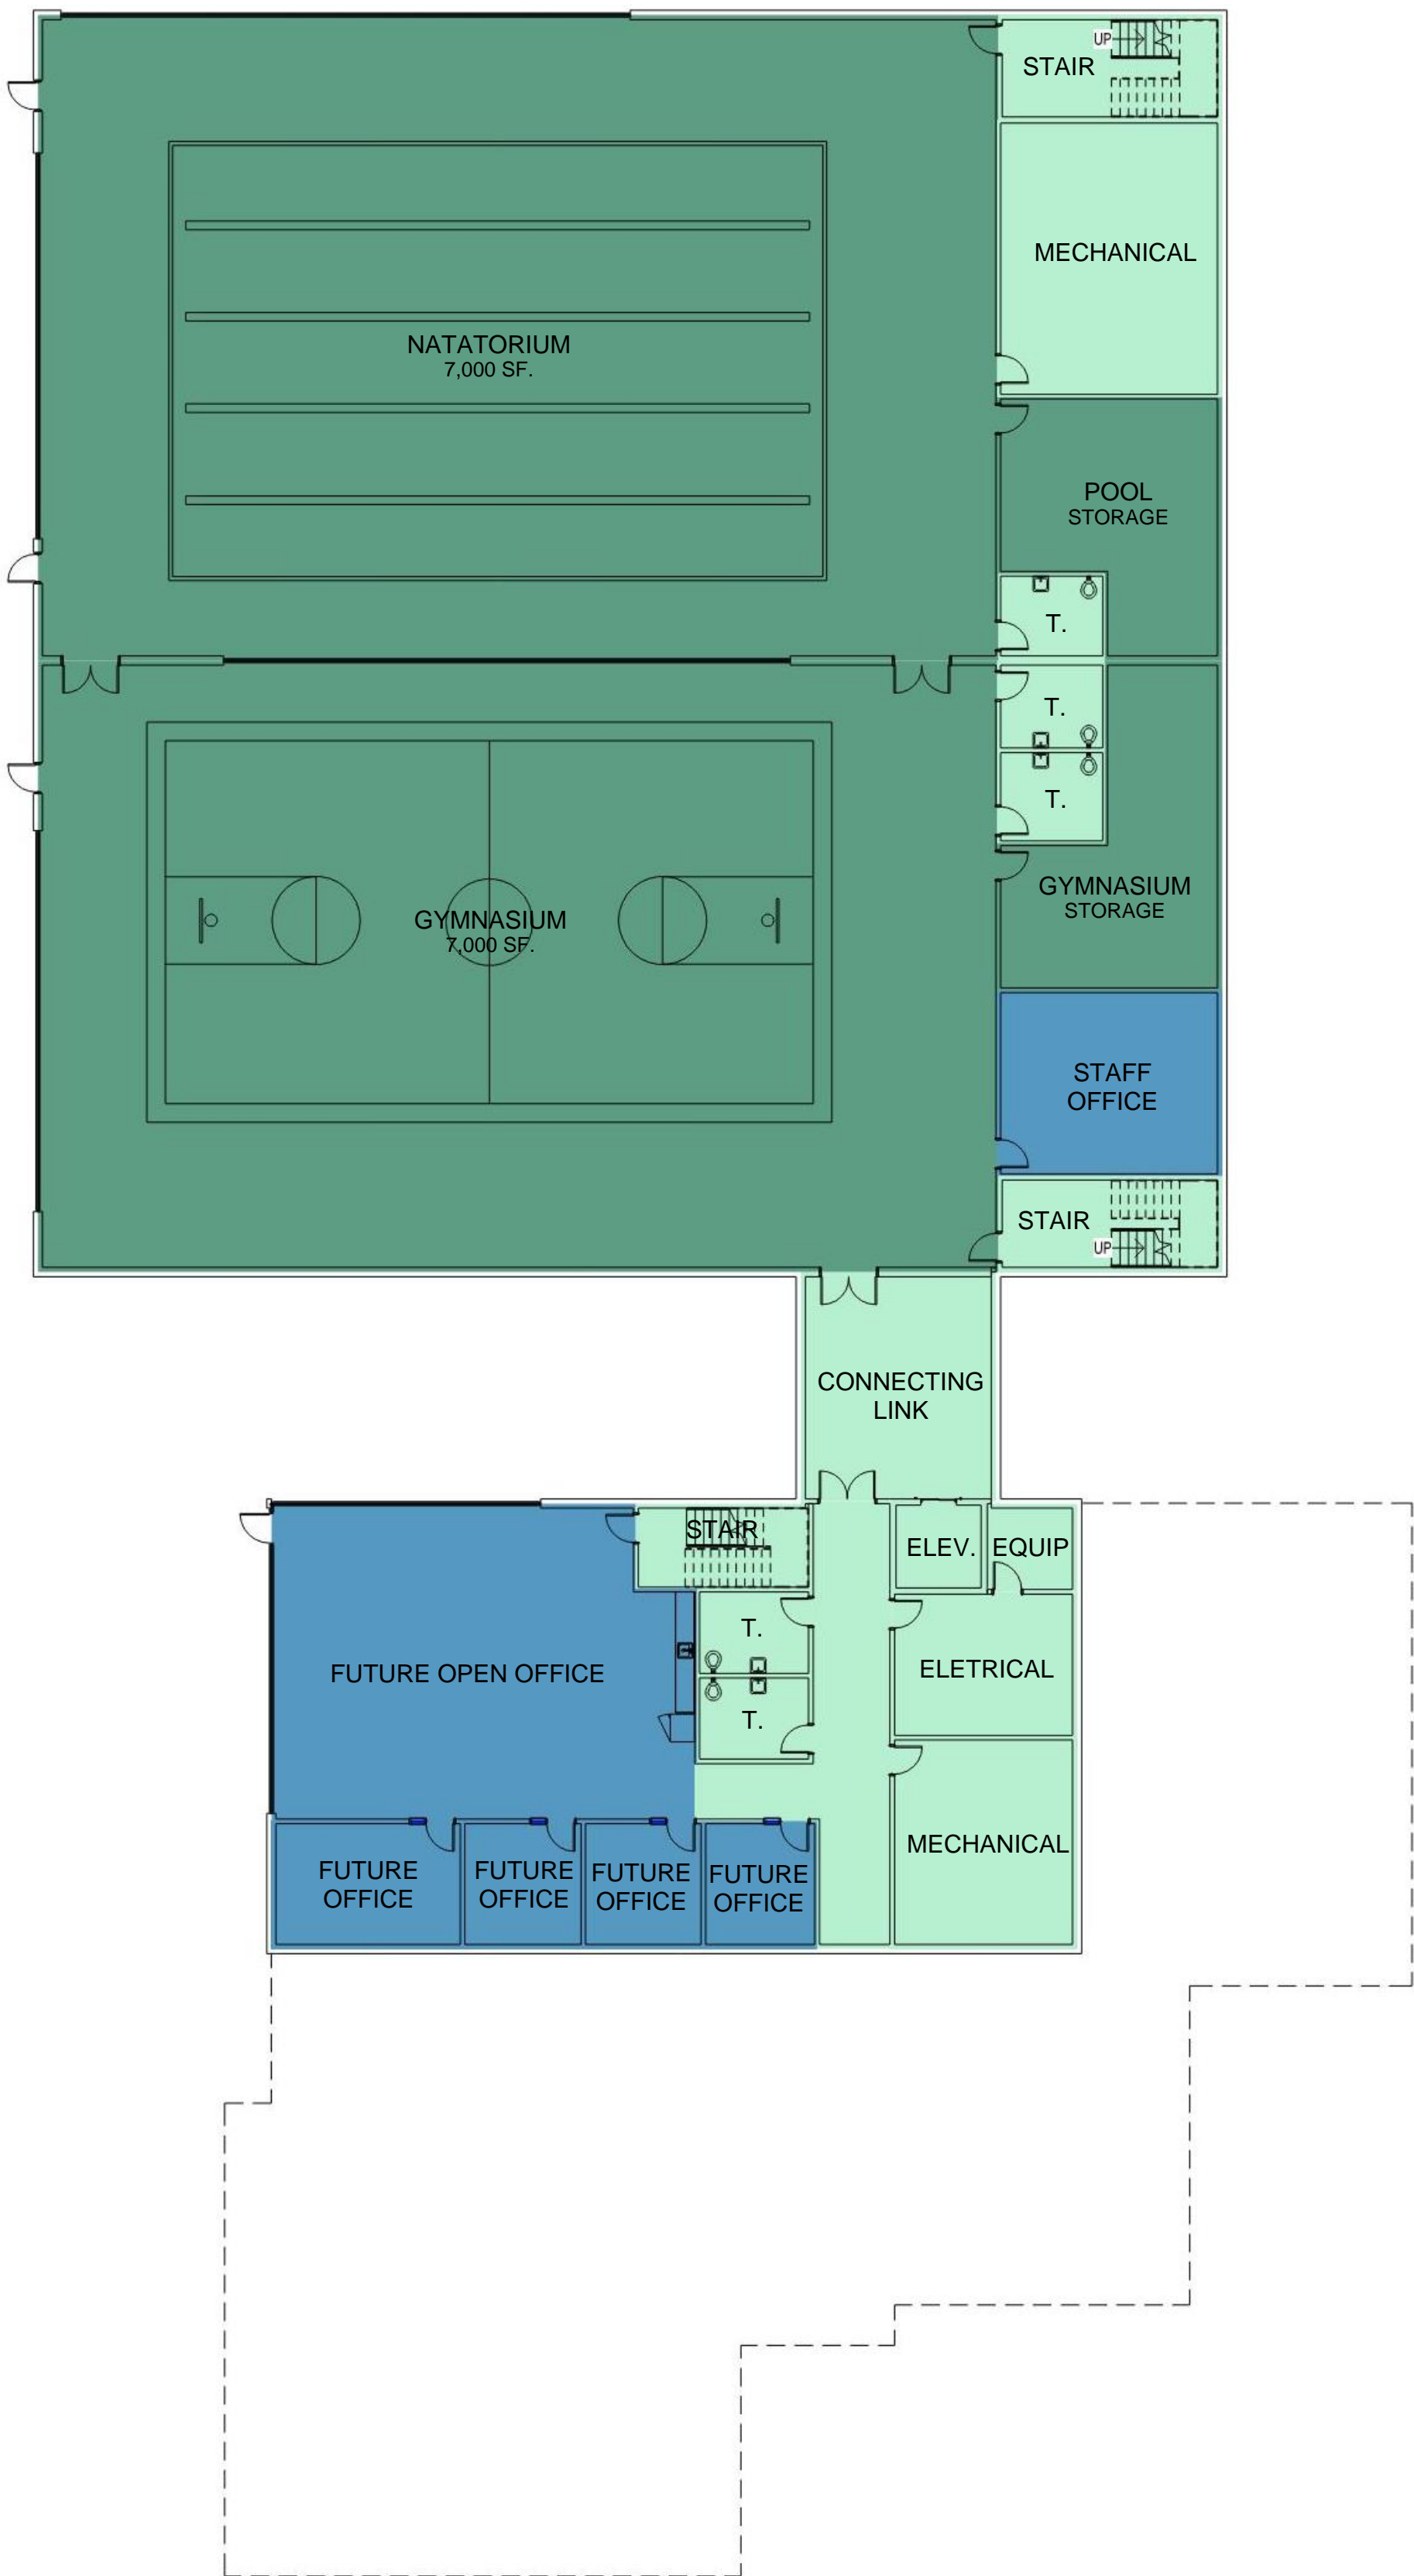 UP
STAIR
MECHANICAL
NATATORIUM
7,000 SF.
POOL
STORAGE
T.
T.
T.
GYMNASIUM
STORAGE
GYMNASIUM
7,000 SF.
STAFF
OFFICE
STAIR
UP
CONNECTING
LINK
STAIR
ELEV.
EQUIP
T.
FUTURE OPEN OFFICE
ELETRICAL
T.
MECHANICAL
FUTURE
OFFICE
FUTURE
OFFICE
FUTURE
OFFICE
FUTURE
OFFICE